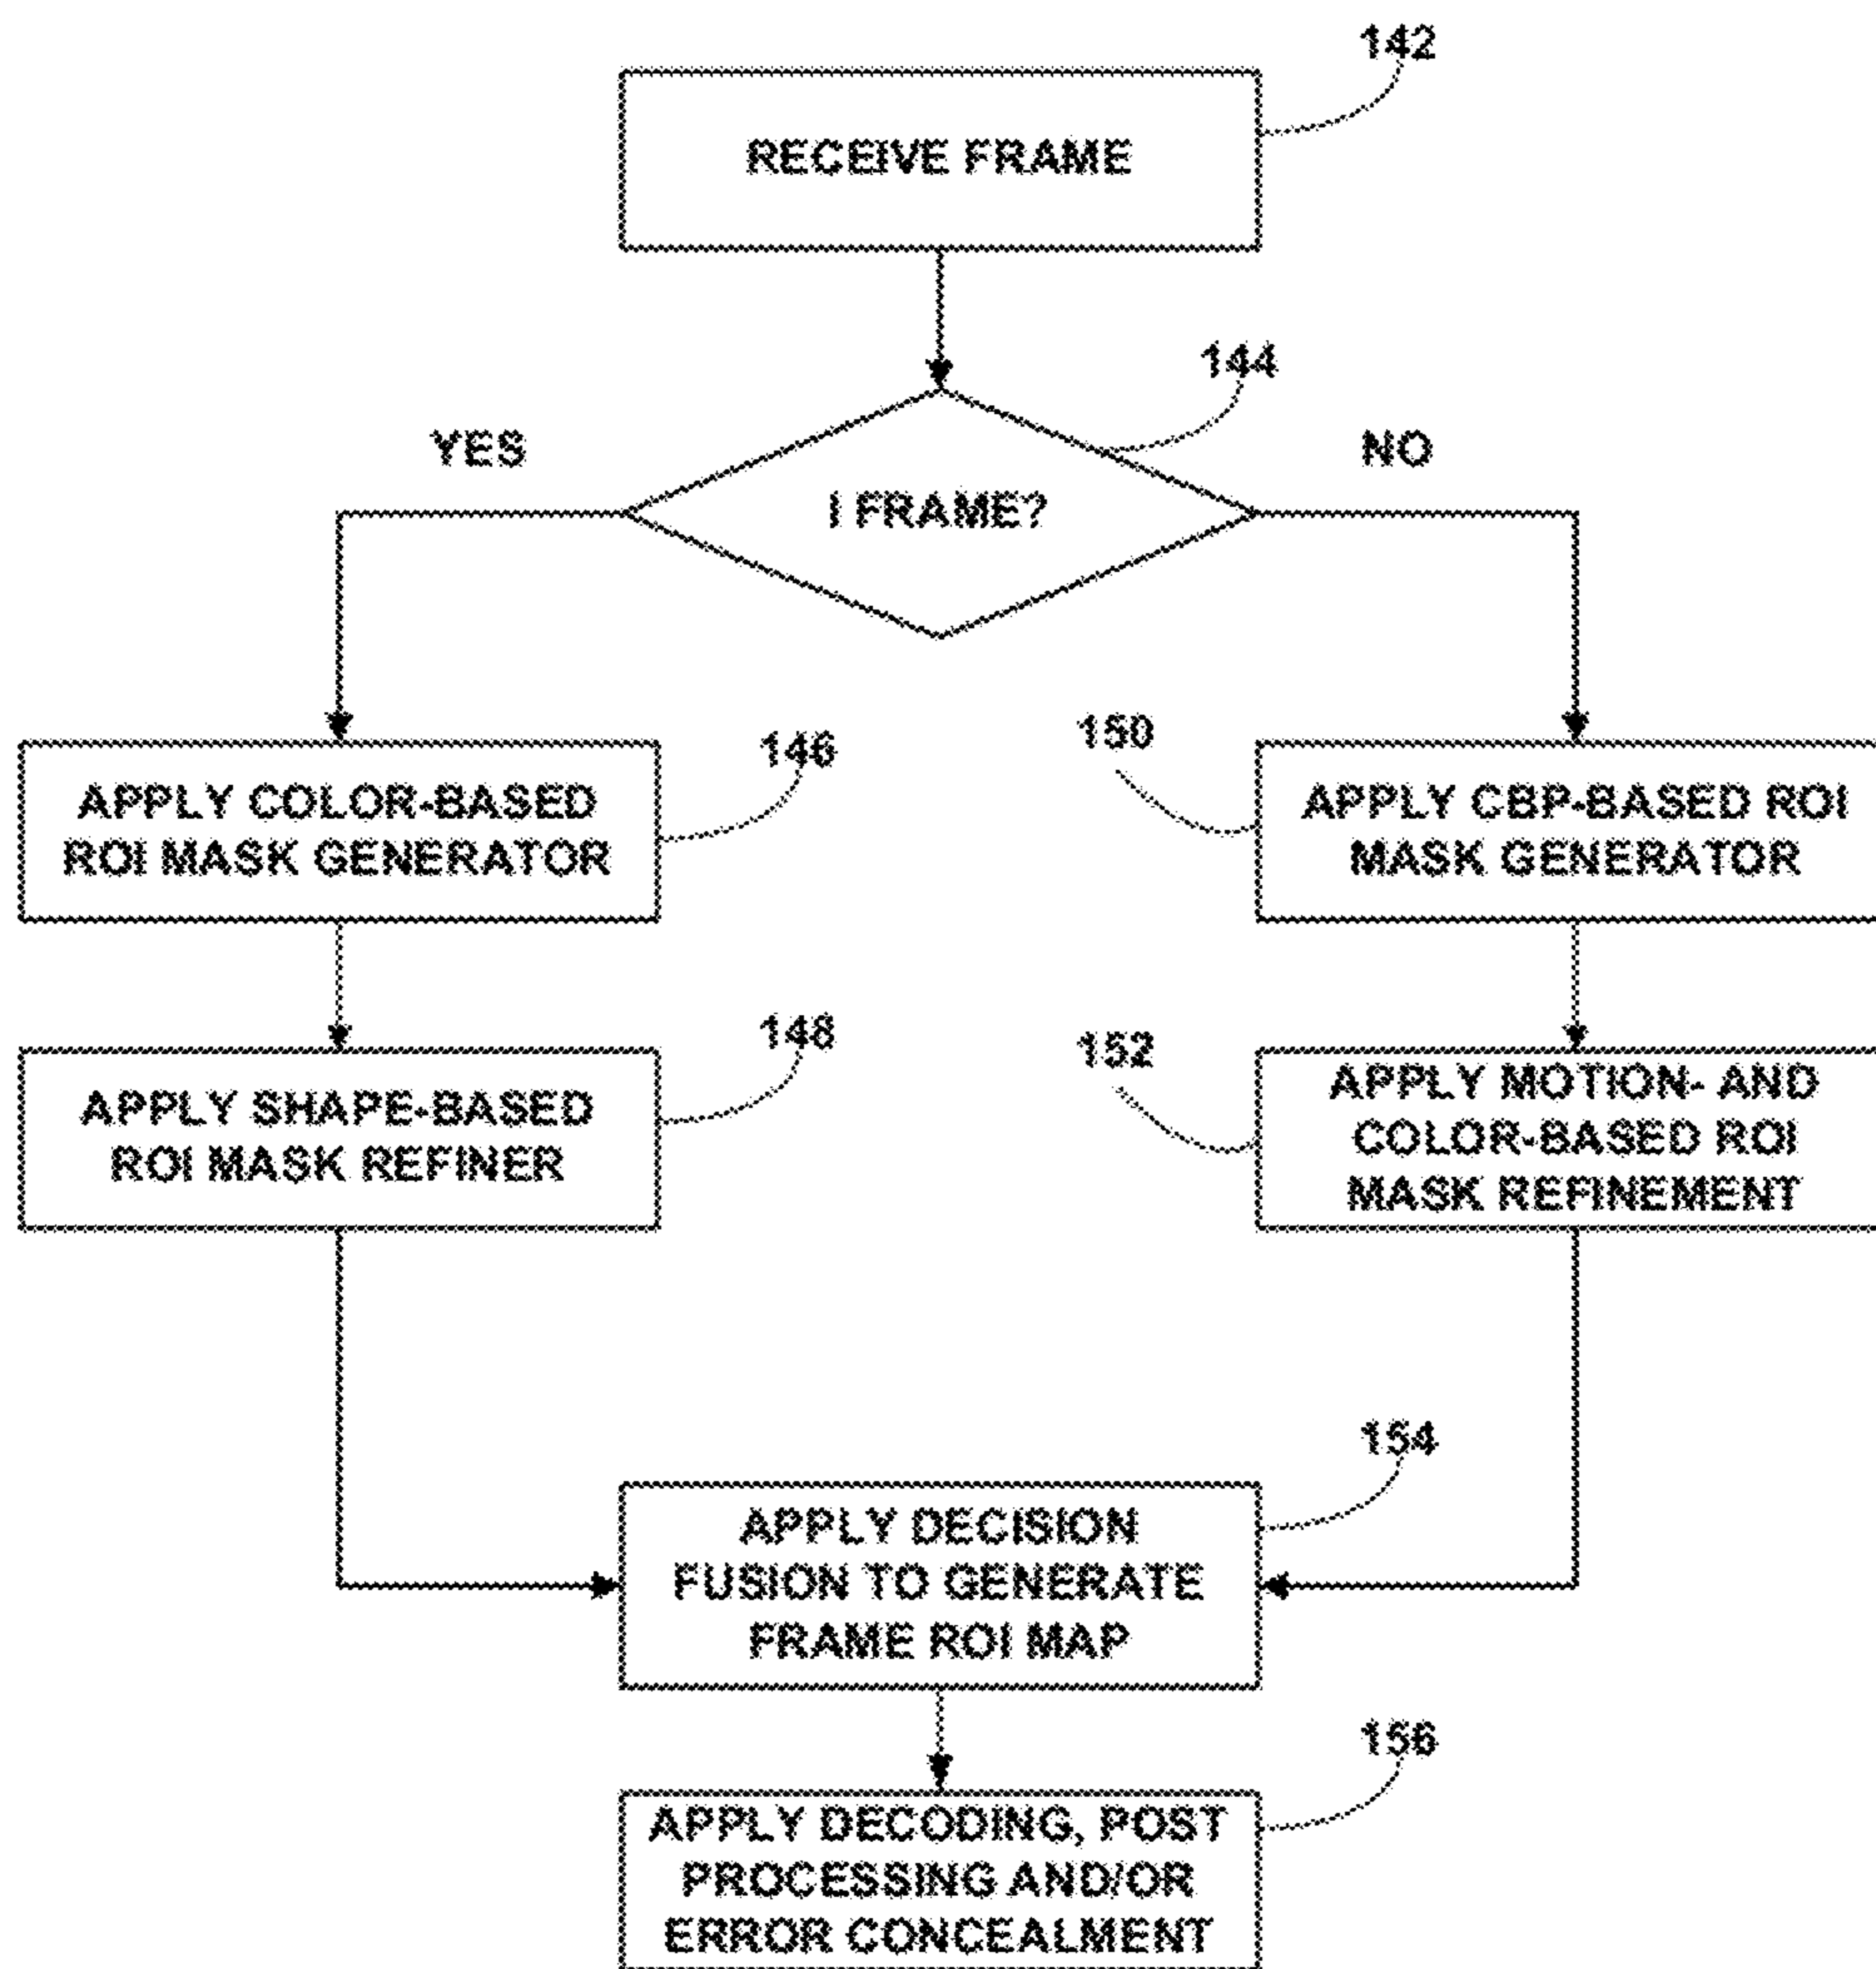 142
RECEIVE FRAME
144
YES
NO
I FRAME?
146
150
APPLY COLOR-BASED
ROI MASK GENERATOR
APPLY CBP-BASED ROI
MASK GENERATOR
148
152
APPLY SHAPE-BASED
ROI MASK REFINER
APPLY MOTION- AND
COLOR-BASED ROI
MASK REFINEMENT
154
APPLY DECISION
FUSION TO GENERATE
FRAME ROI MAP
156
APPLY DECODING, POST
PROCESSING AND/OR
ERROR CONCEALMENT